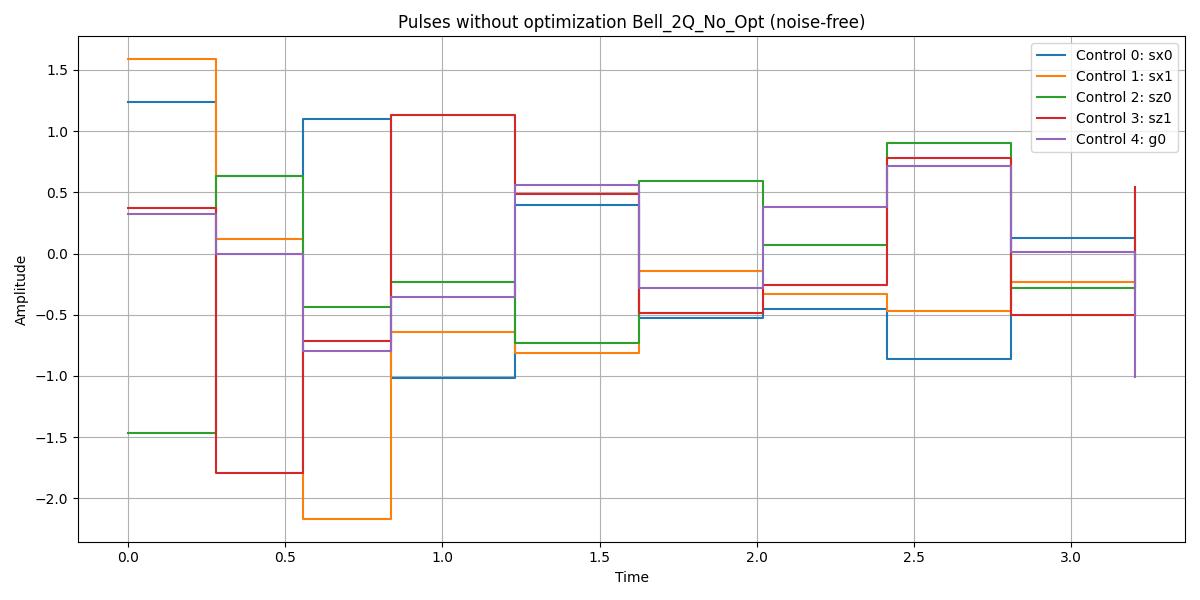 Pulses without optimization Bell_2Q_No_Opt (noise-free)
Control 0: sx0
Control 1: sx1
Control 2: sz0
Control 3: sz1
Control 4: g0
Amplitude
1.5
1.0
0.5
0.0
−0.5
−1.0
−1.5
−2.0
0.0 0.5 1.0 1.5 2.0 2.5 3.0
Time